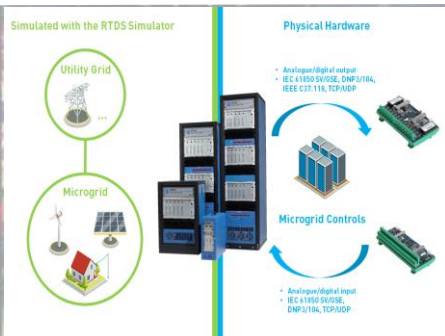 Simulated with the RTDS Simulator
Utility Grid
...
Microgrid
Physical Hardware
• Analogue/digital output
• IEC 61850 SV/GSE, DNP3/104,
IEEE C37.118, TCP/UDP
Microgrid Controls
• Analogue/digital input
• IEC 61850 SV/GSE,
DNP3/104, TCP/UDP